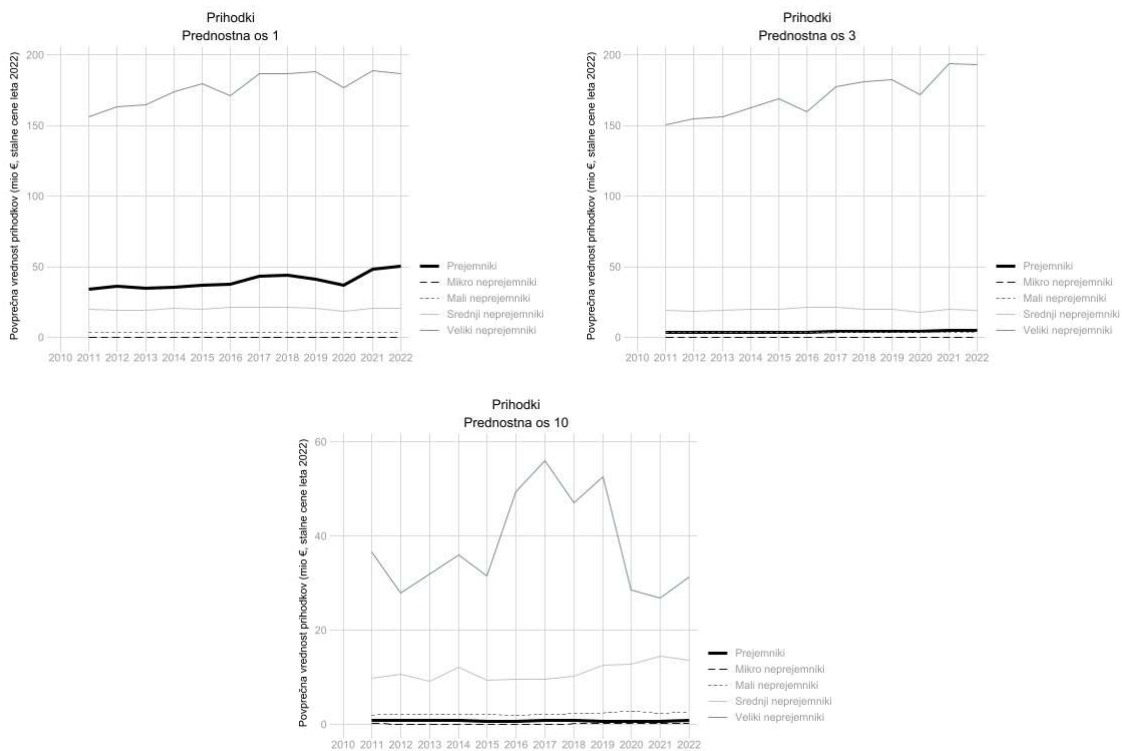 Prihodki
Prednostna os 1
Povprečna vrednost prihodkov (mio €, stalne cene leta 2022)
200
150
100
50
0
2010 2011 2012 2013 2014 2015 2016 2017 2018 2019 2020 2021 2022
Prejemniki
Mikro neprejemniki
Mali neprejemniki
Srednji neprejemniki
Veliki neprejemniki
Prihodki
Prednostna os 3
Povprečna vrednost prihodkov (mio €, stalne cene leta 2022)
200
150
100
50
0
2010 2011 2012 2013 2014 2015 2016 2017 2018 2019 2020 2021 2022
Prejemniki
Mikro neprejemniki
Mali neprejemniki
Srednji neprejemniki
Veliki neprejemniki
Prihodki
Prednostna os 10
Povprečna vrednost prihodkov (mio €, stalne cene leta 2022)
60
40
20
0
2010 2011 2012 2013 2014 2015 2016 2017 2018 2019 2020 2021 2022
Prejemniki
Mikro neprejemniki
Mali neprejemniki
Srednji neprejemniki
Veliki neprejemniki